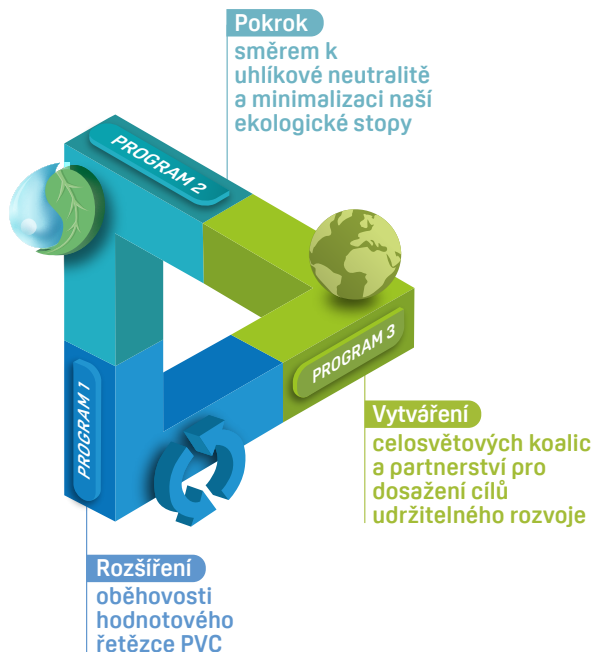 Pokrok
směrem k
uhlíkové neutralitě
a minimalizaci naší
ekologické stopy
PROGRAM 2
PROGRAM 3
PROGRAM 1
Vytváření
celosvětových koalic
a partnerství pro
dosažení cílů
udržitelného rozvoje
Rozšíření
oběhovosti
hodnotového
řetězce PVC